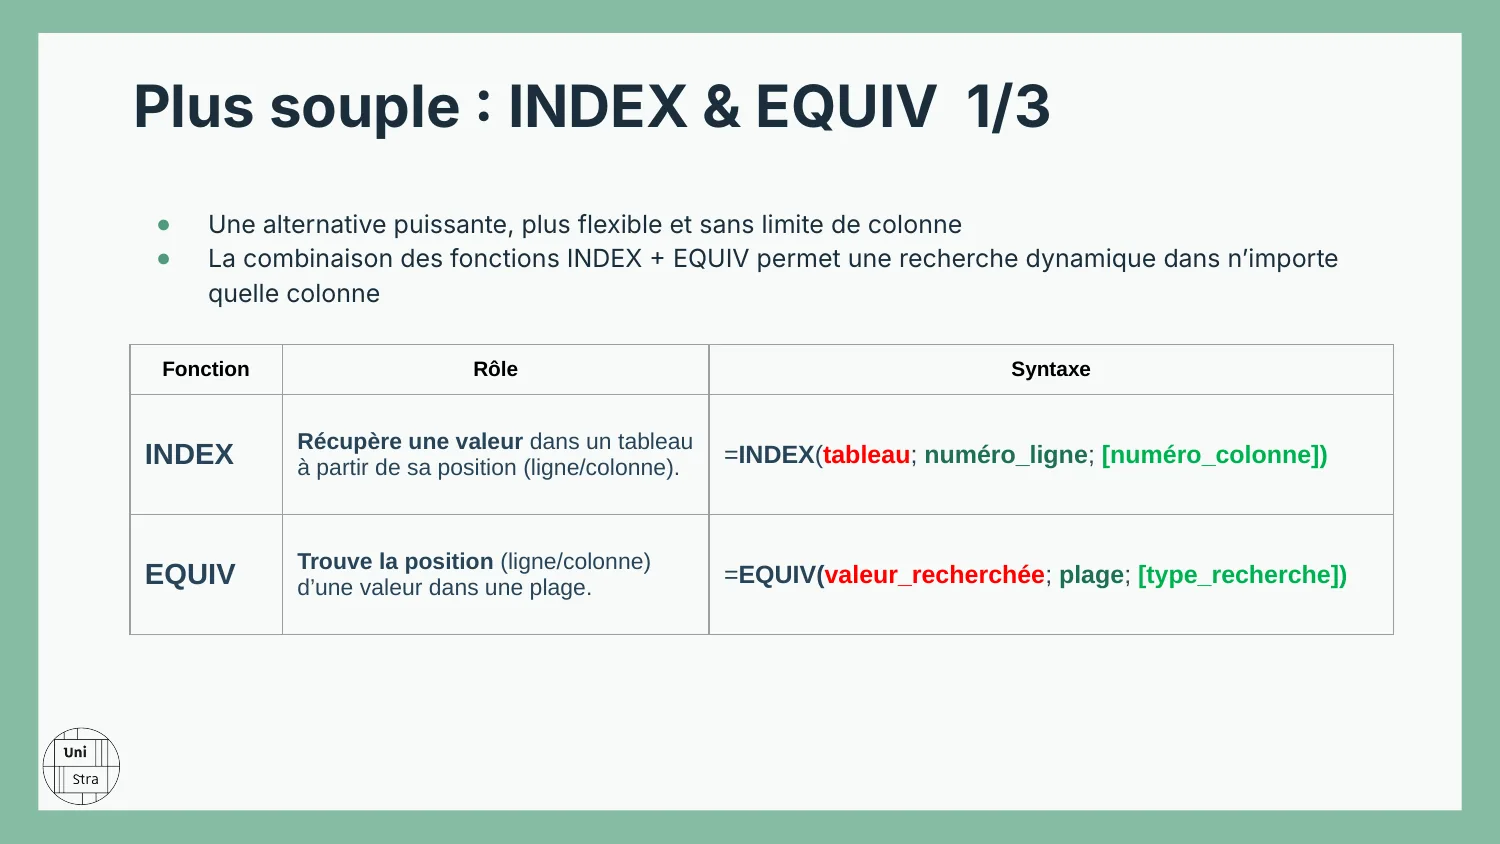 Plus souple : INDEX & EQUIV 1/3
● Une alternative puissante, plus flexible et sans limite de colonne
● La combinaison des fonctions INDEX + EQUIV permet une recherche dynamique dans n’importe
quelle colonne
Fonction Rôle Syntaxe
INDEX
Récupère une valeur dans un tableau
à partir de sa position (ligne/colonne).
=INDEX(tableau; numéro_ligne; [numéro_colonne])
EQUIV
Trouve la position (ligne/colonne)
d’une valeur dans une plage.
=EQUIV(valeur_recherchée; plage; [type_recherche])
Uni
Stra